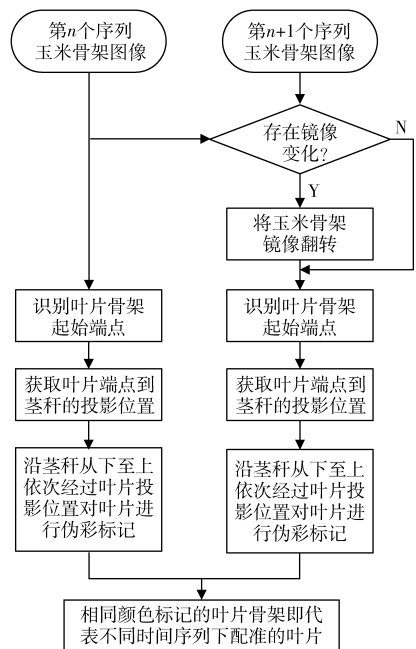 第n个序列
玉米骨架图像
第n+1个序列
玉米骨架图像
存在镜像
变化?
N
Y
将玉米骨架
镜像翻转
识别叶片骨架
起始端点
识别叶片骨架
起始端点
获取叶片端点到
茎秆的投影位置
获取叶片端点到
茎秆的投影位置
沿茎秆从下至上
依次经过叶片投
影位置对叶片进
行伪彩标记
沿茎秆从下至上
依次经过叶片投
影位置对叶片进
行伪彩标记
相同颜色标记的叶片骨架即代
表不同时间序列下配准的叶片